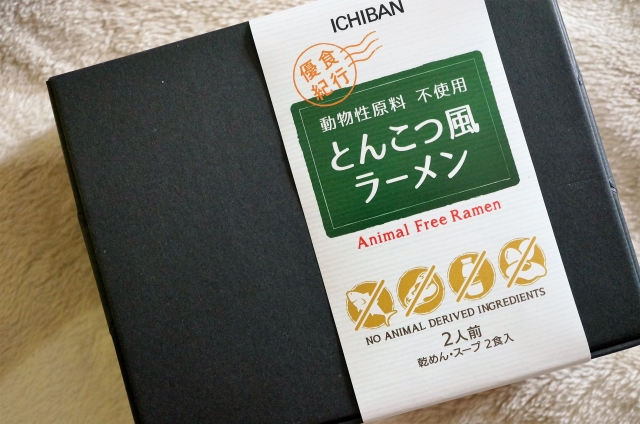 ICHIBAN
優食
紀行
動物性原料 不使用
とんこつ風
ラーメン
Animal Free Ramen
NO ANIMAL DERIVED INGREDIENTS
2人前
乾めん・スープ 2食入